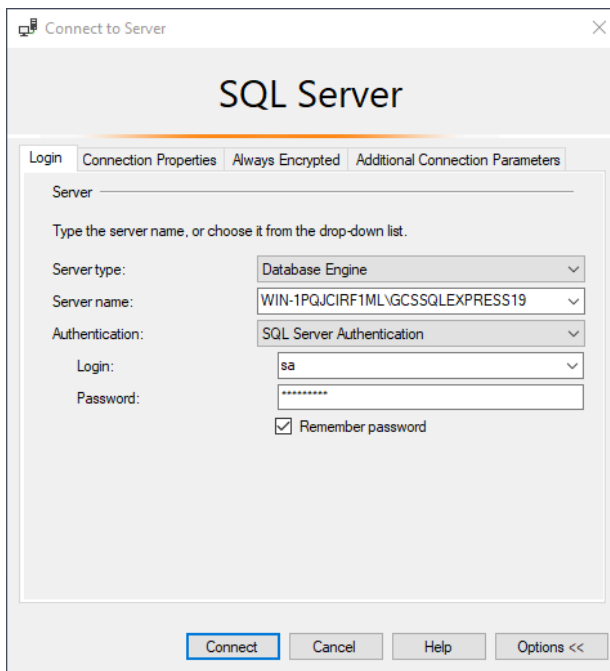 Connect to Server
SQL Server
Login Connection Properties Always Encrypted Additional Connection Parameters
Server
Type the server name, or choose it from the drop-down list.
Server type: Database Engine
Server name: WIN-1PQJCIRF1ML\GCSSQLEXPRESS19
Authentication: SQL Server Authentication
Login: sa
Password: *********
Remember password
Connect Cancel Help Options <<